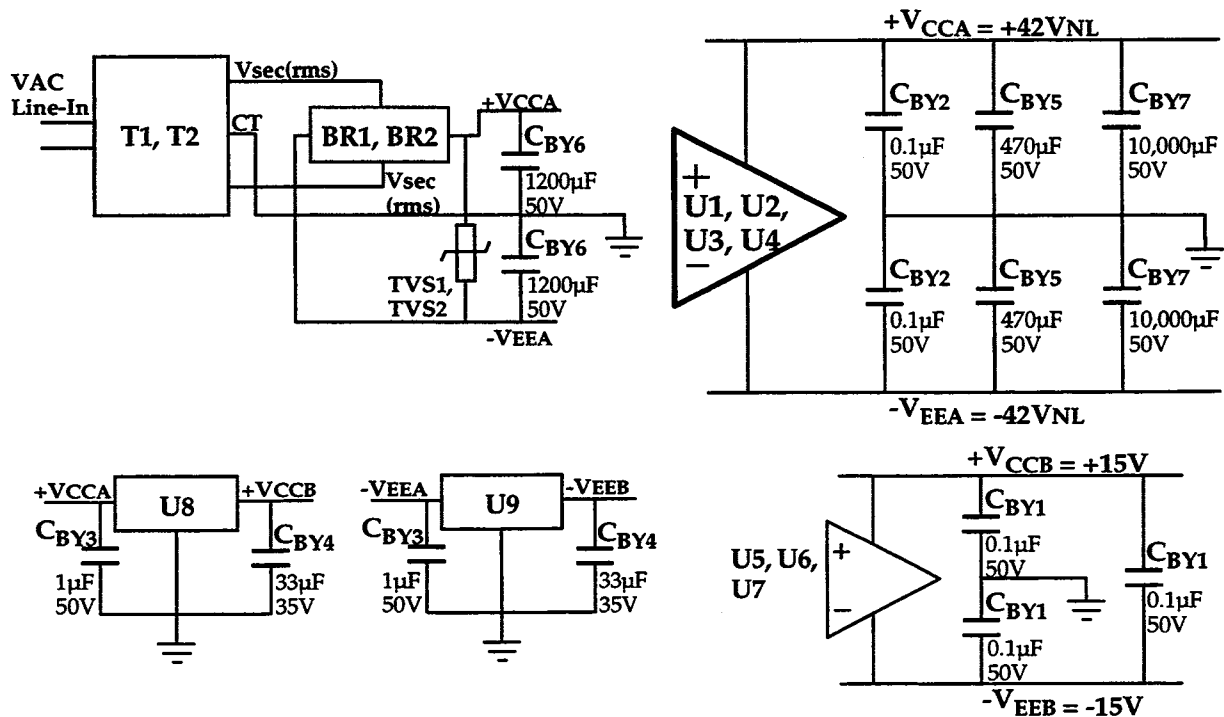 VAC
Line-In
T1, T2
Vsec(rms)
CT
BR1, BR2
Vsec
(rms)
+VCCA
CBY6
1200µF
50V
CBY6
1200µF
50V
TVS1,
TVS2
-VEEA
+VCCA = +42VNL
U1, U2,
U3, U4
+
−
CBY2
0.1µF
50V
CBY5
470µF
50V
CBY7
10,000µF
50V
CBY2
0.1µF
50V
CBY5
470µF
50V
CBY7
10,000µF
50V
-VEEA = -42VNL
+VCCA
U8
+VCCB
CBY3
1µF
50V
CBY4
33µF
35V
-VEEA
U9
-VEEB
CBY3
1µF
50V
CBY4
33µF
35V
+VCCB = +15V
U5, U6,
U7
+
−
CBY1
0.1µF
50V
CBY1
0.1µF
50V
CBY1
0.1µF
50V
-VEEB = -15V